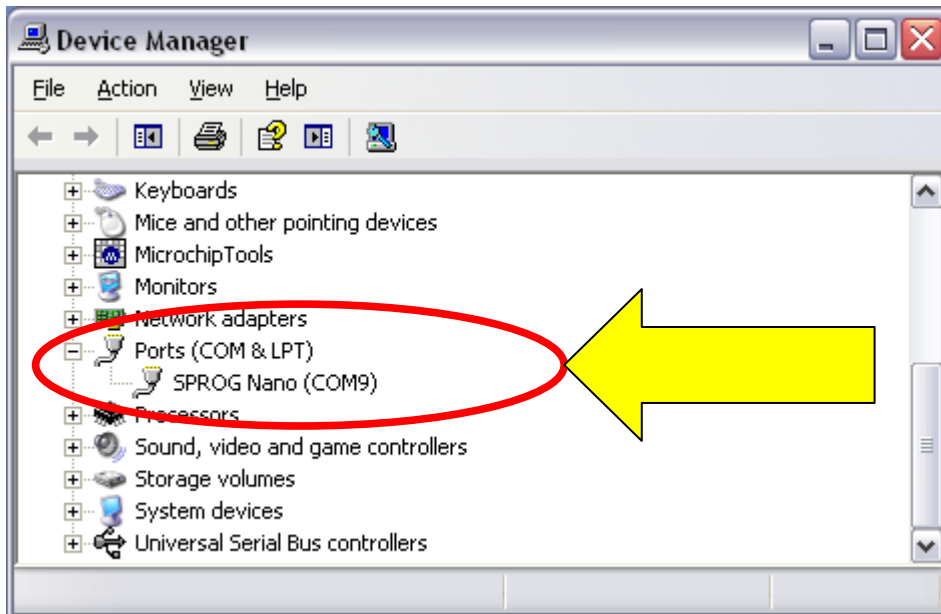 Device Manager
File Action View Help
Keyboards
Mice and other pointing devices
MicrochipTools
Monitors
Network adapters
Ports (COM & LPT)
SPROG Nano (COM9)
Processors
Sound, video and game controllers
Storage volumes
System devices
Universal Serial Bus controllers